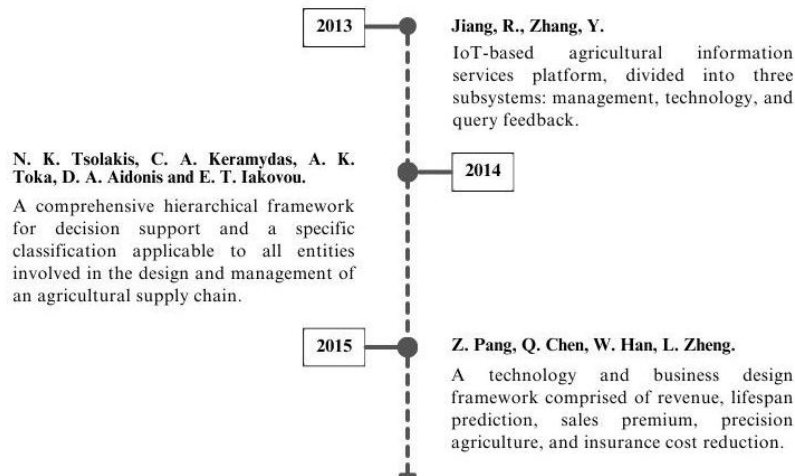 2013
Jiang, R., Zhang, Y.
IoT-based agricultural information
services platform, divided into three
subsystems: management, technology, and
query feedback.
N. K. Tsolakis, C. A. Keramydas, A. K.
Toka, D. A. Aidonis and E. T. Iakovou.
2014
A comprehensive hierarchical framework
for decision support and a specific
classification applicable to all entities
involved in the design and management of
an agricultural supply chain.
2015
Z. Pang, Q. Chen, W. Han, L. Zheng.
A technology and business design
framework comprised of revenue, lifespan
prediction, sales premium, precision
agriculture, and insurance cost reduction.